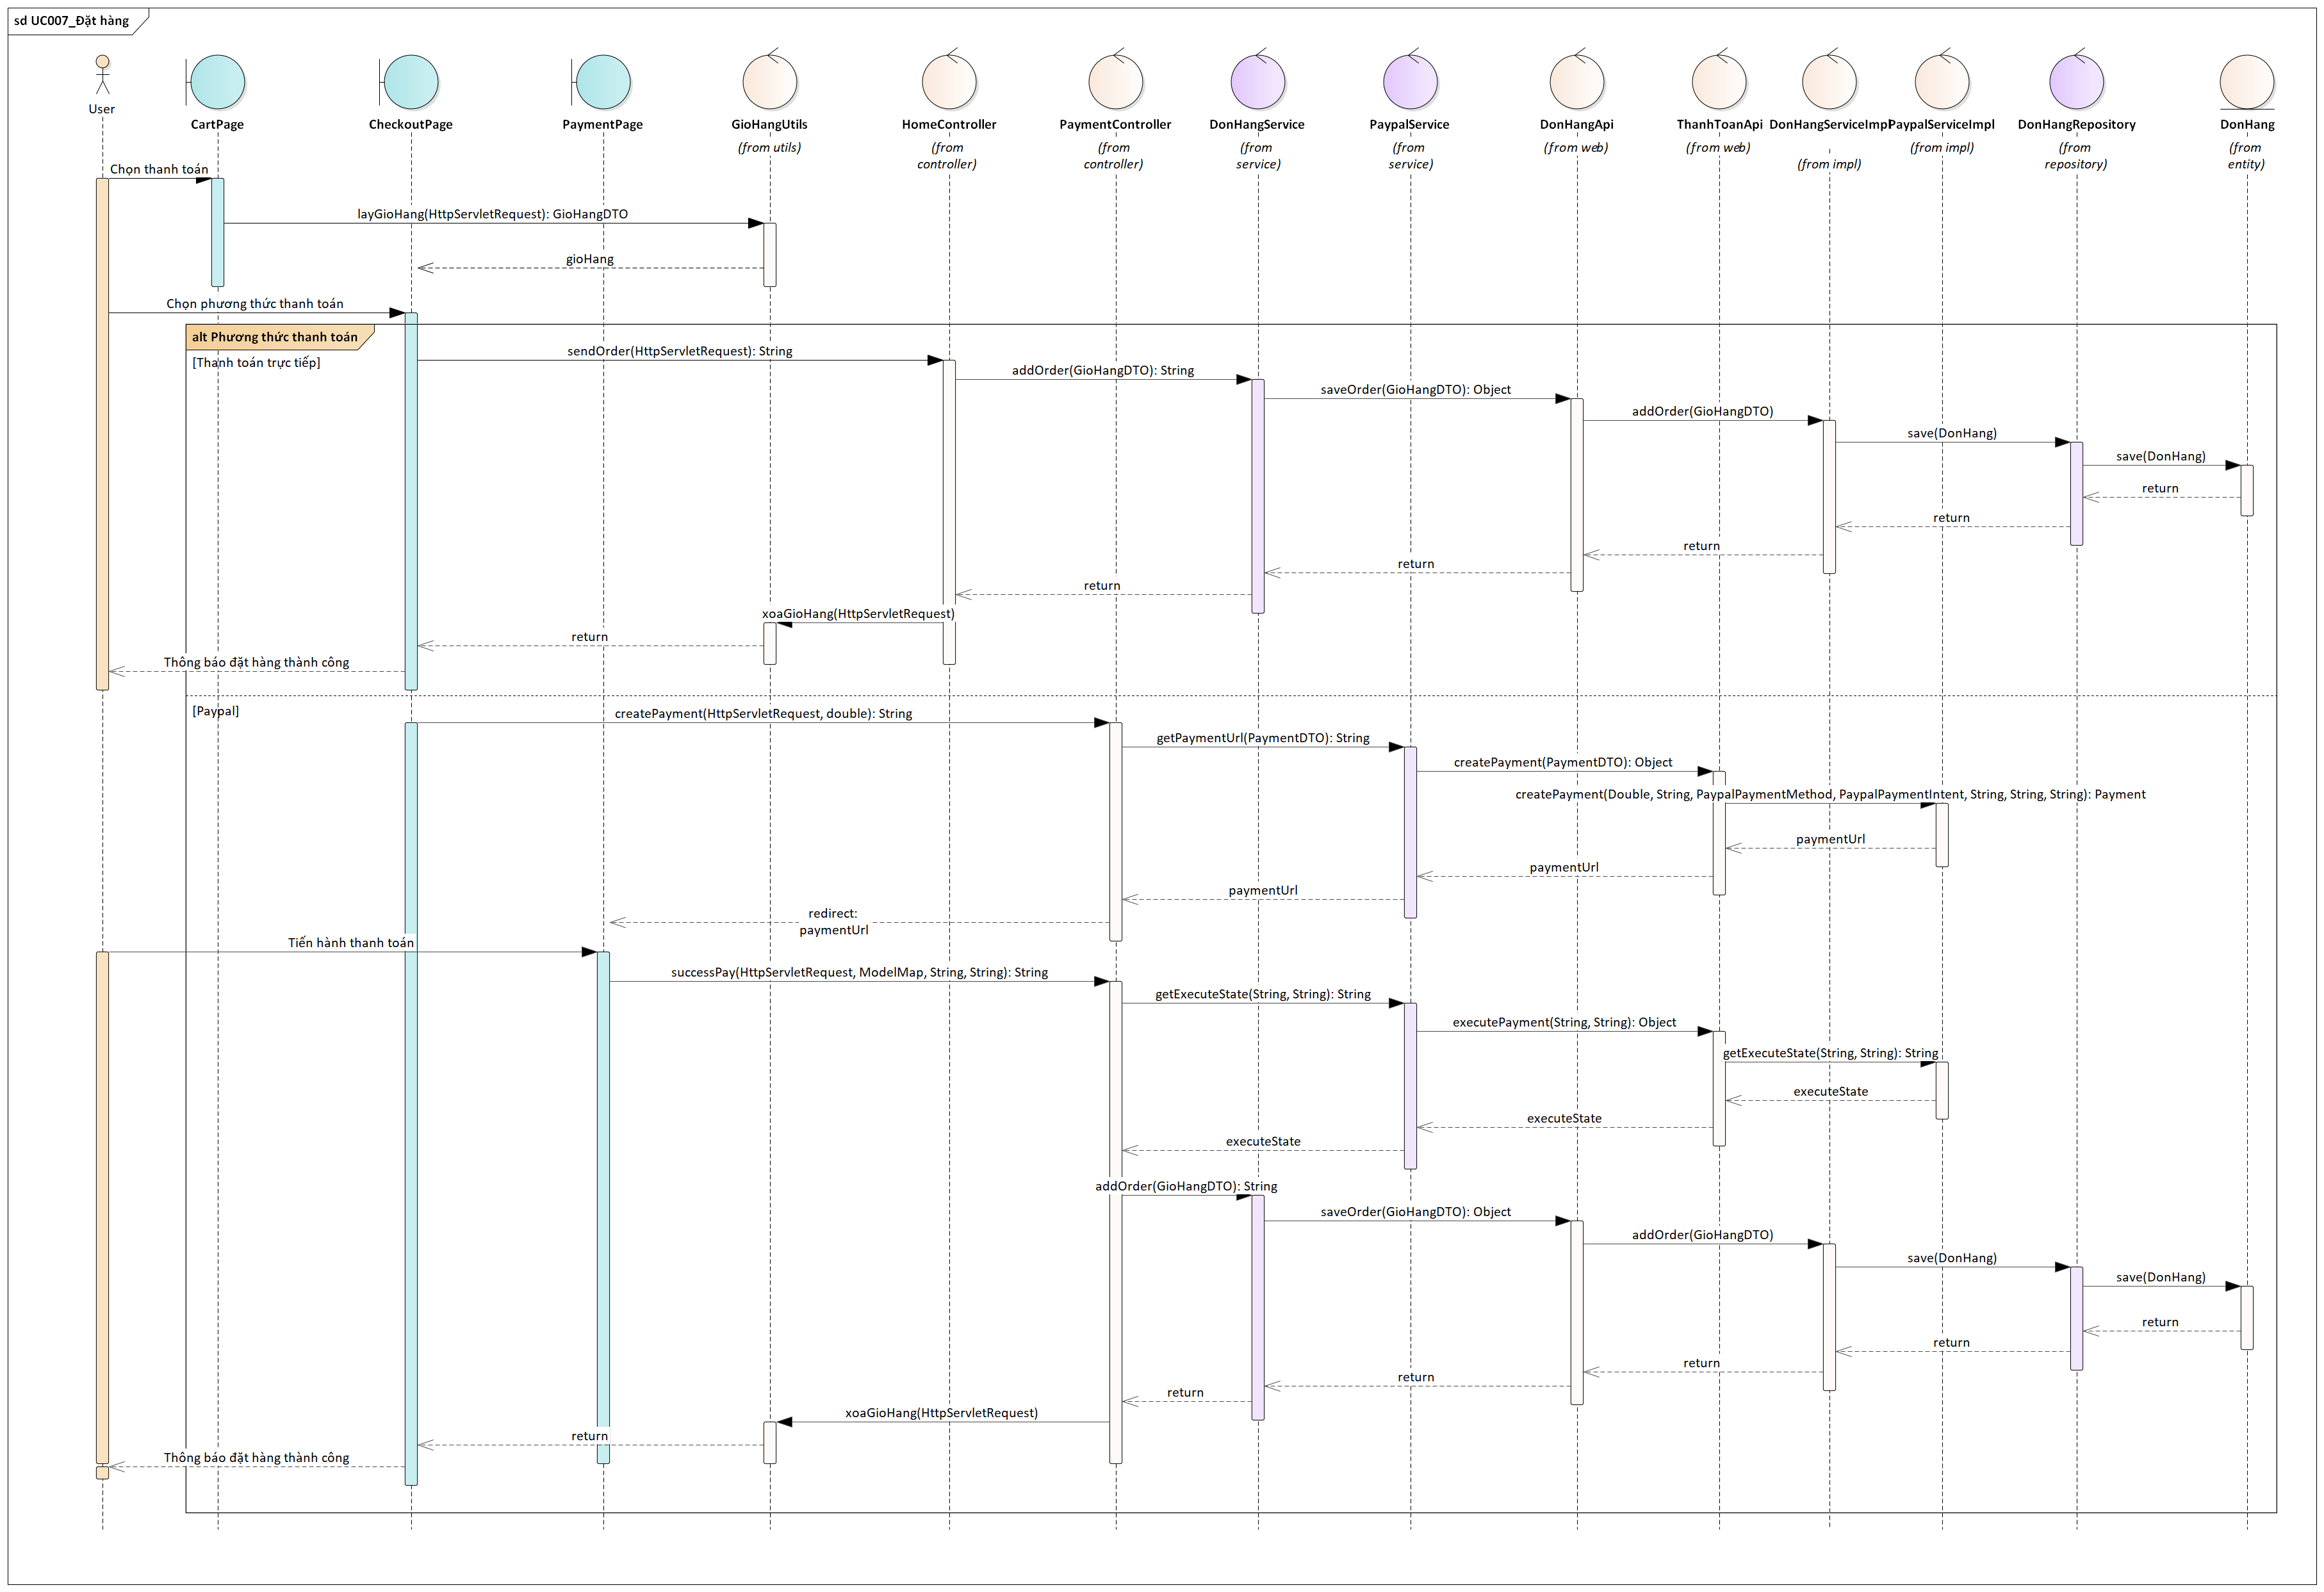 sd UC007_Đặt hàng
User
CartPage
CheckoutPage
PaymentPage
GioHangUtils
(from utils)
HomeController
(from
controller)
PaymentController
(from
controller)
DonHangService
(from
service)
PaypalService
(from
service)
DonHangApi
(from web)
ThanhToanApi
(from web)
DonHangServiceImpl
(from impl)
PaypalServiceImpl
(from impl)
DonHangRepository
(from
repository)
DonHang
(from
entity)
Chọn thanh toán
layGioHang(HttpServletRequest): GioHangDTO
gioHang
Chọn phương thức thanh toán
alt Phương thức thanh toán
[Thanh toán trực tiếp]
sendOrder(HttpServletRequest): String
addOrder(GioHangDTO): String
saveOrder(GioHangDTO): Object
addOrder(GioHangDTO)
save(DonHang)
save(DonHang)
return
return
return
return
return
xoaGioHang(HttpServletRequest)
return
Thông báo đặt hàng thành công
[Paypal]
createPayment(HttpServletRequest, double): String
getPaymentUrl(PaymentDTO): String
createPayment(PaymentDTO): Object
createPayment(Double, String, PaypalPaymentMethod, PaypalPaymentIntent, String, String, String): Payment
paymentUrl
paymentUrl
paymentUrl
redirect:
paymentUrl
Tiến hành thanh toán
successPay(HttpServletRequest, ModelMap, String, String): String
getExecuteState(String, String): String
executePayment(String, String): Object
getExecuteState(String, String): String
executeState
executeState
executeState
addOrder(GioHangDTO): String
saveOrder(GioHangDTO): Object
addOrder(GioHangDTO)
save(DonHang)
save(DonHang)
return
return
return
return
return
xoaGioHang(HttpServletRequest)
return
Thông báo đặt hàng thành công